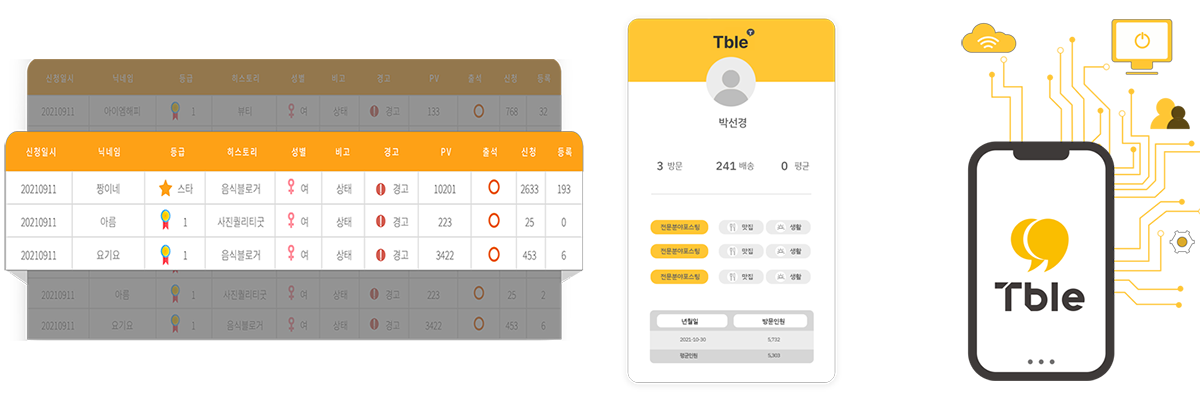 신청일시 닉네임 등급 히스토리 성별 비고 경고 PV 출석 신청 등록
20210911 아이엠해피 1 뷰티 여 상태 경고 133 768 32
신청일시 닉네임 등급 히스토리 성별 비고 경고 PV 출석 신청 등록
20210911 짱이네 스타 음식블로거 여 상태 경고 10201 2633 193
20210911 아름 1 사진퀄리티굿 여 상태 경고 223 25 0
20210911 요기요 1 음식블로거 여 상태 경고 3422 453 6
20210911 아름 1 사진퀄리티굿 여 상태 경고 223 25 2
20210911 요기요 1 음식블로거 여 상태 경고 3422 453 6
Tble T
박선경
3 방문 241 배송 0 평균
전문분야포스팅 맛집 생활
전문분야포스팅 맛집 생활
전문분야포스팅 맛집 생활
년월일 방문인원
2021-10-30 5,732
평균인원 5,303
Tble